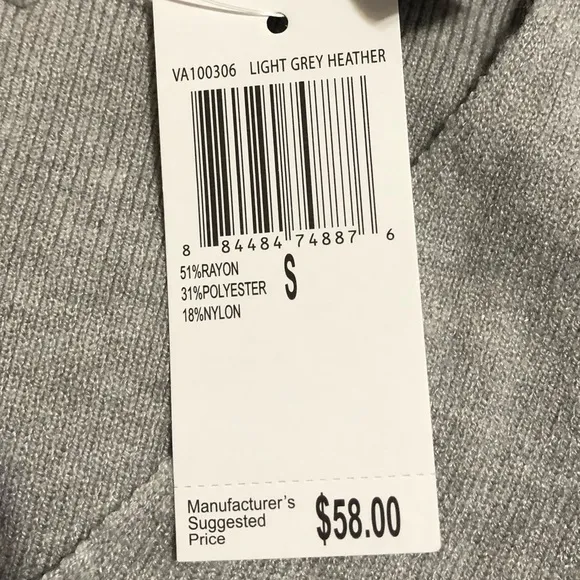 VA100306 LIGHT GREY HEATHER
8 84484 74887 6
51%RAYON
31%POLYESTER S
18%NYLON
Manufacturer's
Suggested
Price $58.00